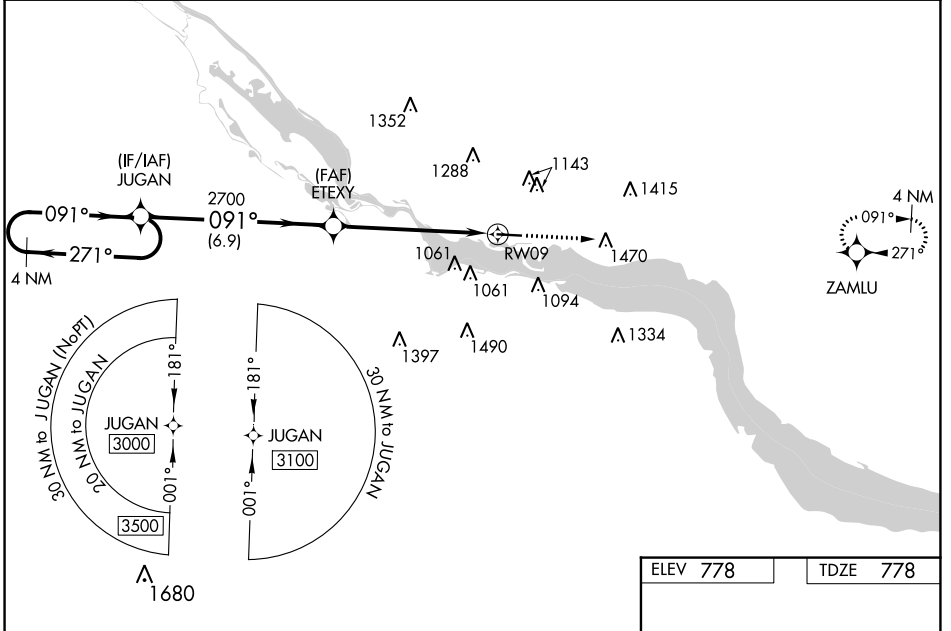 1352
1288
1143
1415
(IF/IAF)
JUGAN
(FAF)
ETEXY
2700
091°
(6.9)
091°
271°
4 NM
RW09
1470
1061
1061
1094
1397
1490
1334
4 NM
091°
271°
ZAMLU
30 NM to JUGAN (NoPT)
20 NM to JUGAN
181°
JUGAN
3000
001°
3500
181°
JUGAN
3100
001°
30 NM to JUGAN
1680
ELEV 778
TDZE 778